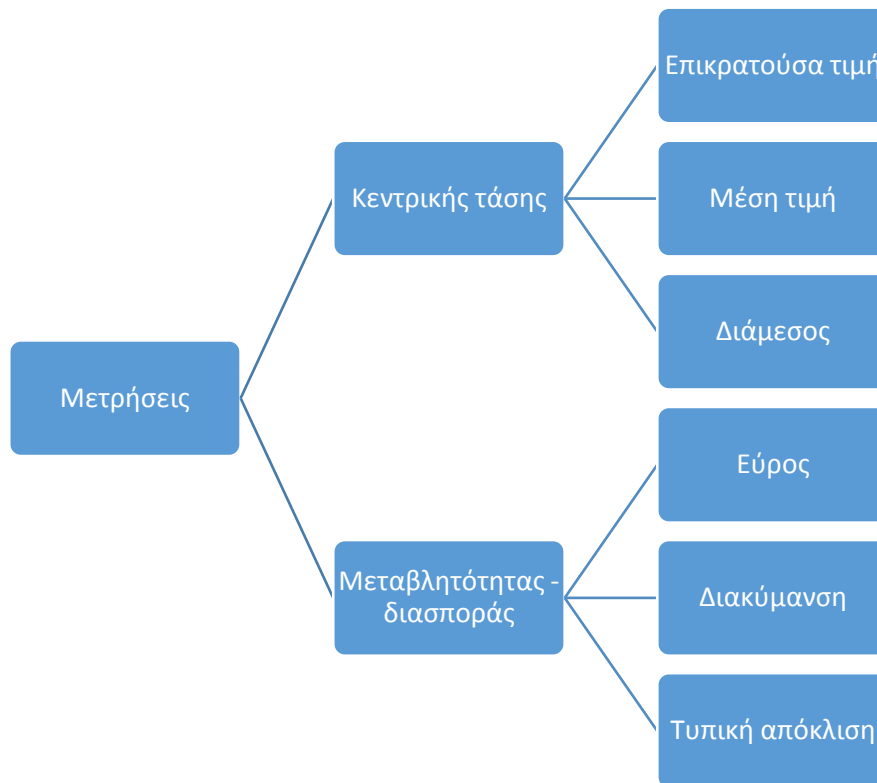 Επικρατούσα τιμή
Κεντρικής τάσης
Μέση τιμή
Διάμεσος
Μετρήσεις
Εύρος
Μεταβλητότητας -
διασποράς
Διακύμανση
Τυπική απόκλιση